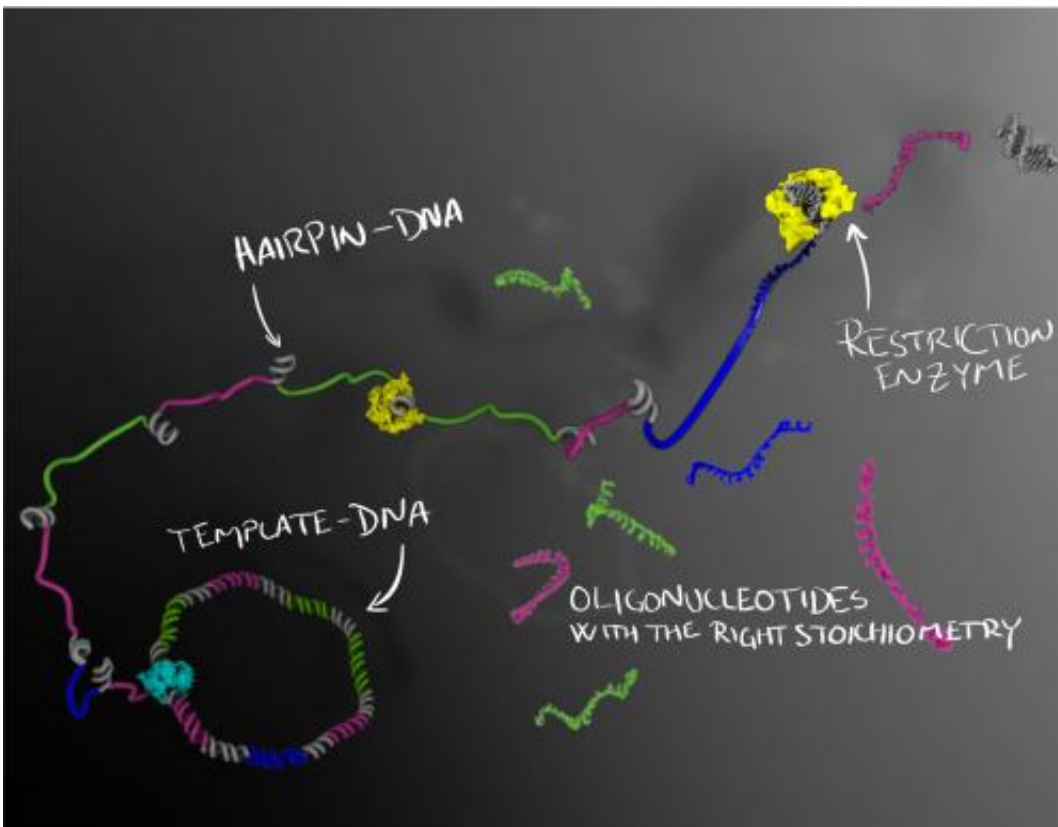 HAIRPIN-DNA
RESTRICTION
ENZYME
TEMPLATE-DNA
OLIGONUCLEOTIDES
WITH THE RIGHT STOICHIOMETRY